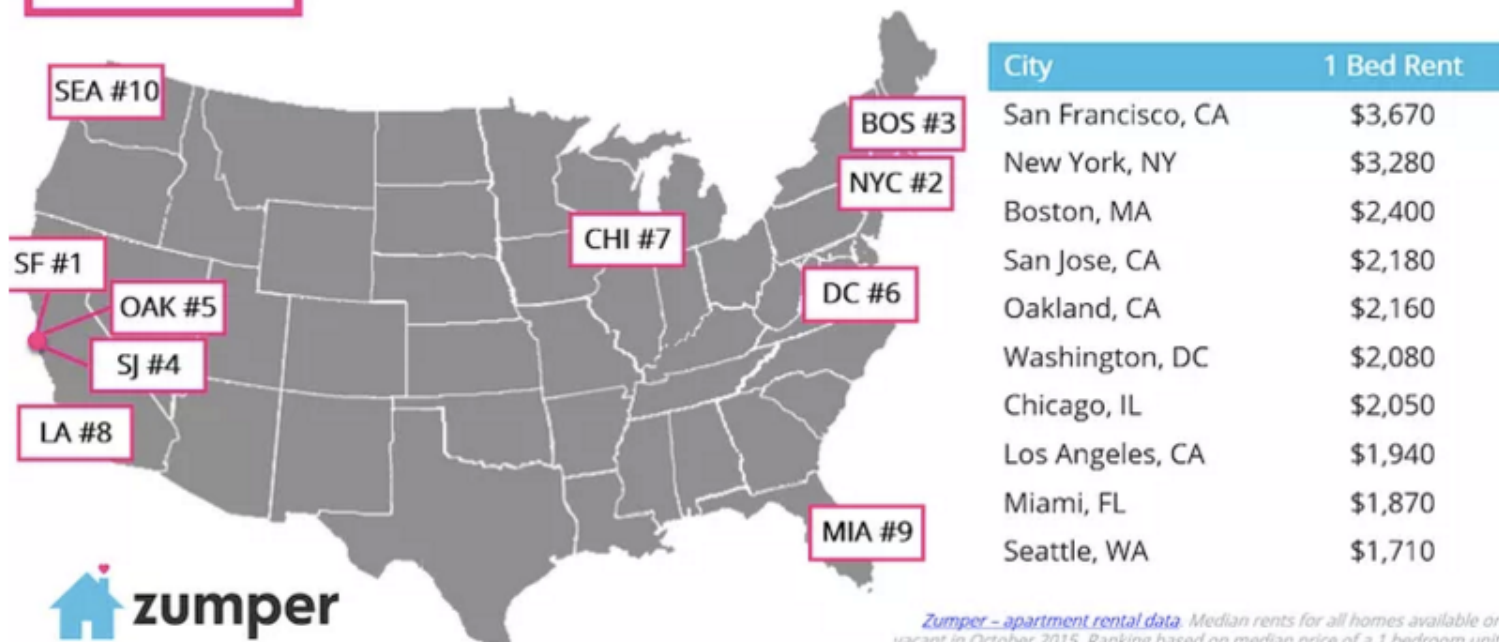 SEA #10
BOS #3
NYC #2
CHI #7
SF #1
DC #6
OAK #5
SJ #4
LA #8
MIA #9
zumper
City 1 Bed Rent
San Francisco, CA $3,670
New York, NY $3,280
Boston, MA $2,400
San Jose, CA $2,180
Oakland, CA $2,160
Washington, DC $2,080
Chicago, IL $2,050
Los Angeles, CA $1,940
Miami, FL $1,870
Seattle, WA $1,710
Zumper – apartment rental data. Median rents for all homes available or
vacant in October 2015. Ranking based on median price of a 1 bedroom unit